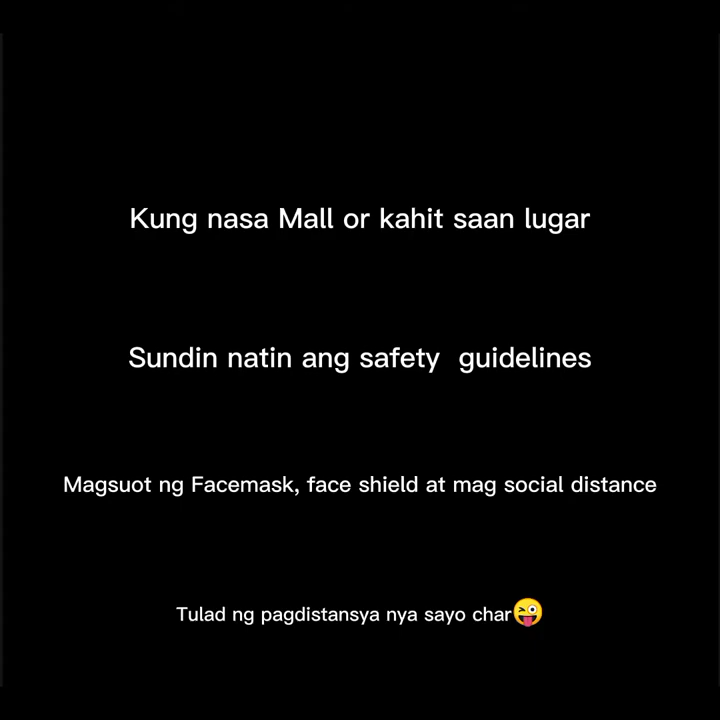 Kung nasa Mall or kahit saan lugar
Sundin natin ang safety  guidelines
Magsuot ng Facemask, face shield at mag social distance
Tulad ng pagdistansya nya sayo char😜